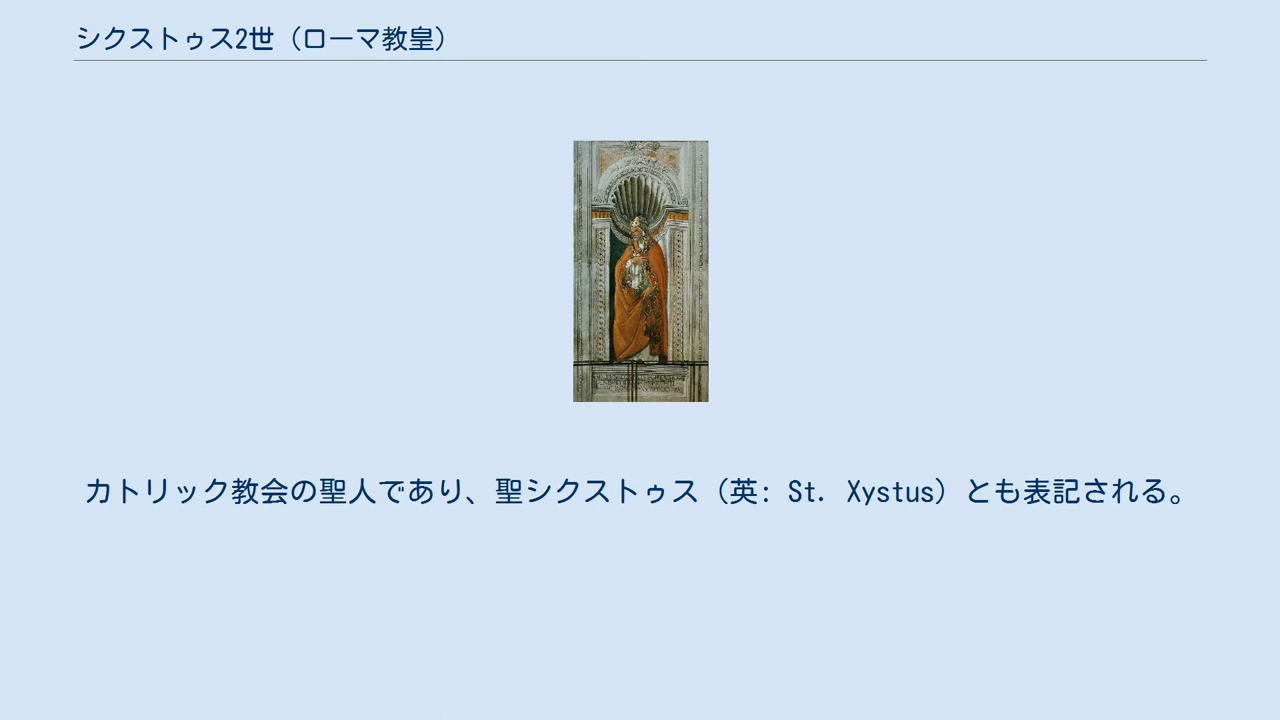 シクストゥス2世（ローマ教皇）
カトリック教会の聖人であり、聖シクストゥス（英: St. Xystus）とも表記される。